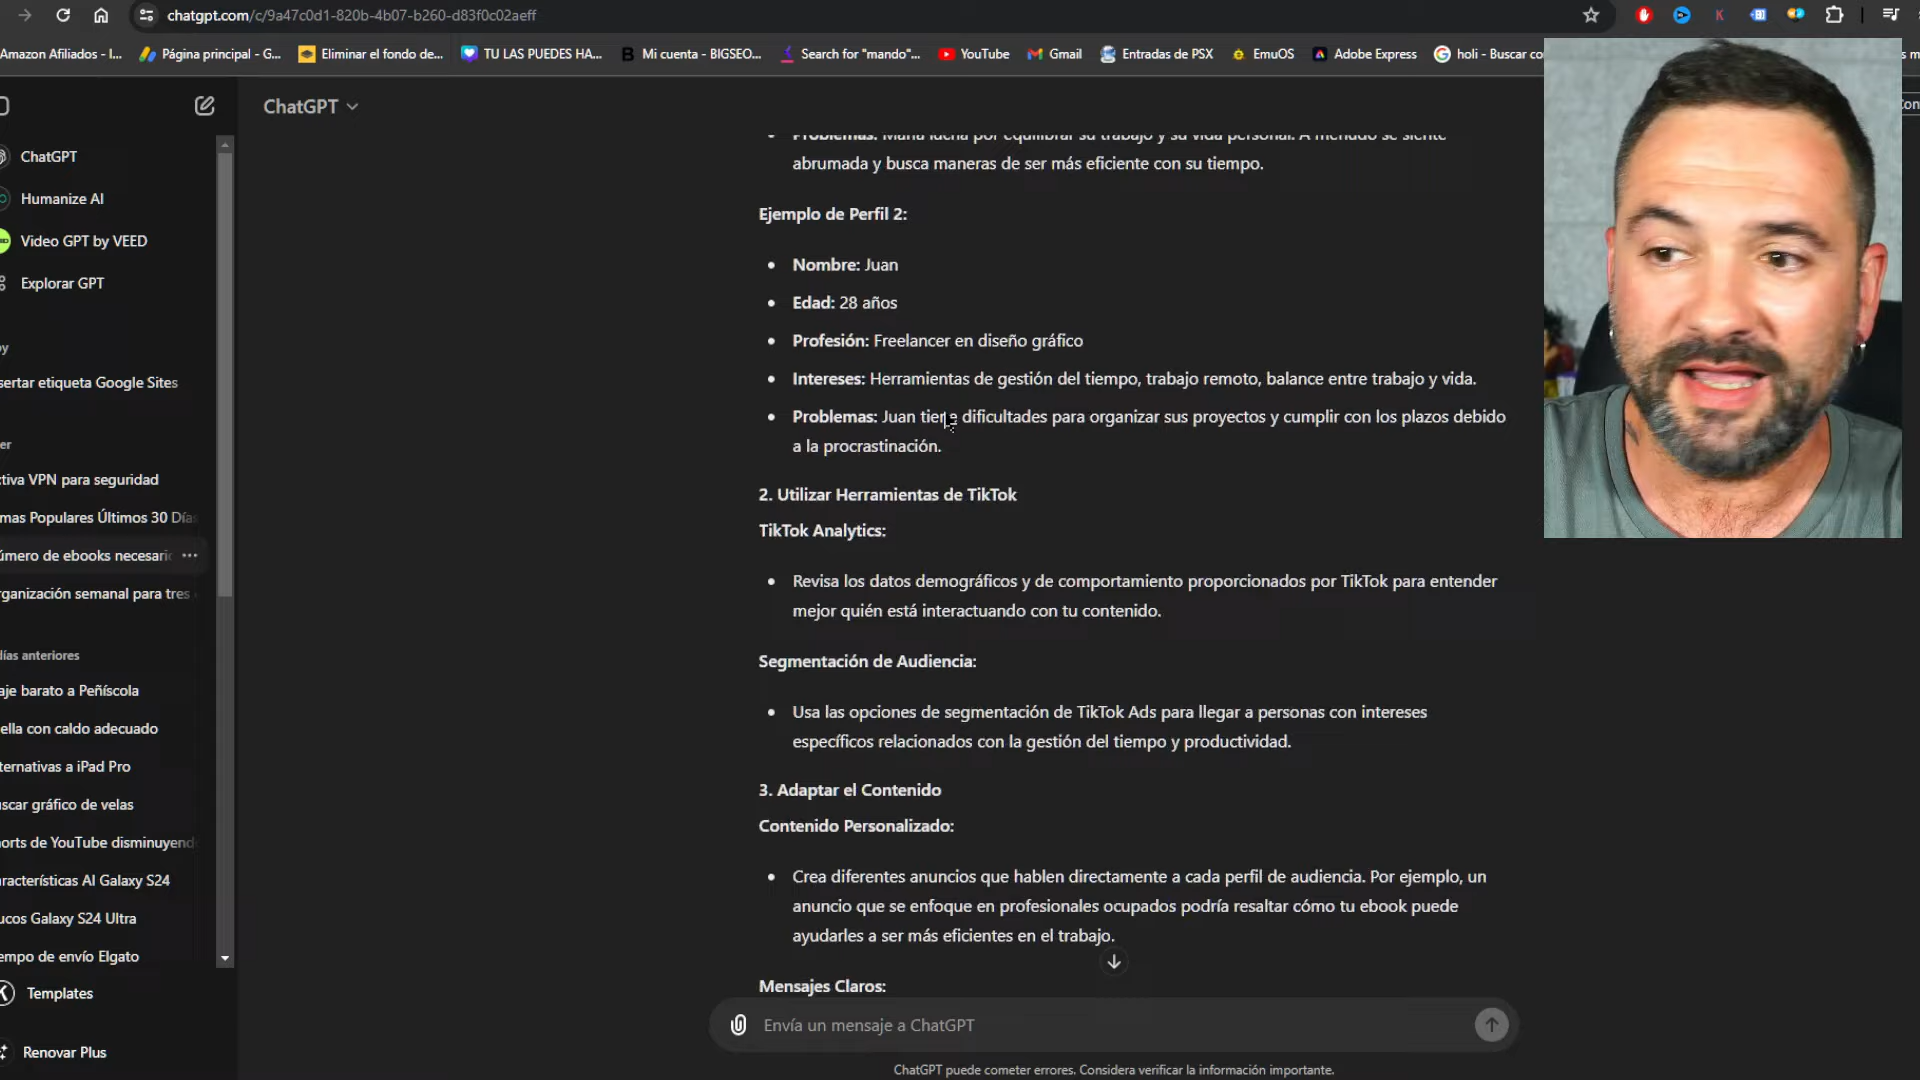 chatgpt.com/c/9a47c0d1-820b-4b07-b260-d83f0c02aeff
Amazon Afiliados - I...
Página principal - G...
Eliminar el fondo de...
TU LAS PUEDES HA...
Mi cuenta - BIGSEO...
Search for "mando"...
YouTube
Gmail
Entradas de PSX
EmuOS
Adobe Express
holi - Buscar co
ChatGPT
ChatGPT
Humanize AI
Video GPT by VEED
Explorar GPT
sertar etiqueta Google Sites
er
ctiva VPN para seguridad
mas Populares Últimos 30 Día
úmero de ebooks necesari
rganización semanal para tres
días anteriores
aje barato a Peñíscola
ella con caldo adecuado
ternativas a iPad Pro
uscar gráfico de velas
horts de YouTube disminuyend
racterísticas AI Galaxy S24
ucos Galaxy S24 Ultra
empo de envío Elgato
Templates
Renovar Plus
Problemas: María lucha por equilibrar su trabajo y su vida personal. A menudo se siente
abrumada y busca maneras de ser más eficiente con su tiempo.
Ejemplo de Perfil 2:
• Nombre: Juan
• Edad: 28 años
• Profesión: Freelancer en diseño gráfico
• Intereses: Herramientas de gestión del tiempo, trabajo remoto, balance entre trabajo y vida.
• Problemas: Juan tiene dificultades para organizar sus proyectos y cumplir con los plazos debido
a la procrastinación.
2. Utilizar Herramientas de TikTok
TikTok Analytics:
• Revisa los datos demográficos y de comportamiento proporcionados por TikTok para entender
mejor quién está interactuando con tu contenido.
Segmentación de Audiencia:
• Usa las opciones de segmentación de TikTok Ads para llegar a personas con intereses
específicos relacionados con la gestión del tiempo y productividad.
3. Adaptar el Contenido
Contenido Personalizado:
• Crea diferentes anuncios que hablen directamente a cada perfil de audiencia. Por ejemplo, un
anuncio que se enfoque en profesionales ocupados podría resaltar cómo tu ebook puede
ayudarles a ser más eficientes en el trabajo.
Mensajes Claros:
Envía un mensaje a ChatGPT
ChatGPT puede cometer errores. Considera verificar la información importante.